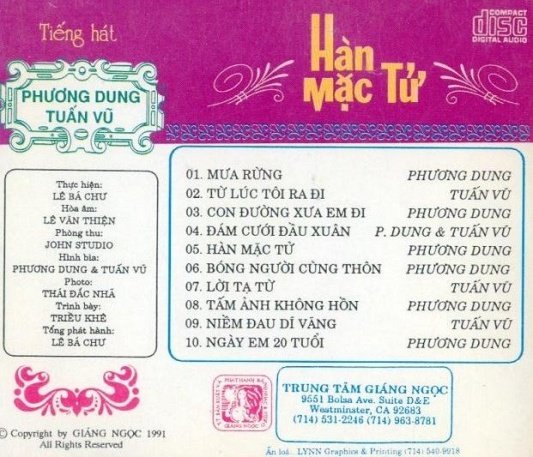 Tiếng hát
PHƯƠNG DUNG
TUẤN VŨ
Hàn
Mặc Tử
COMPACT
disc
DIGITAL AUDIO
Thực hiện:
LÊ BÁ CHƯ
Hòa âm:
LÊ VĂN THIỆN
Phòng thu:
JOHN STUDIO
Hình bìa:
PHƯƠNG DUNG & TUẤN VŨ
Photo:
THÁI ĐẮC NHÃ
Trình bày:
TRIỀU KHÊ
Tổng phát hành:
LÊ BÁ CHƯ
01. MƯA RỪNG PHƯƠNG DUNG
02. TỪ LÚC TÔI RA ĐI TUẤN VŨ
03. CON ĐƯỜNG XƯA EM ĐI PHƯƠNG DUNG
04. ĐÁM CƯỚI ĐẦU XUÂN P. DUNG & TUẤN VŨ
05. HÀN MẶC TỬ PHƯƠNG DUNG
06. BÓNG NGƯỜI CÙNG THÔN PHƯƠNG DUNG
07. LỜI TẠ TỪ TUẤN VŨ
08. TẤM ẢNH KHÔNG HỒN PHƯƠNG DUNG
09. NIỀM ĐAU DĨ VÃNG TUẤN VŨ
10. NGÀY EM 20 TUỔI PHƯƠNG DUNG
© Copyright by GIÁNG NGỌC 1991
All Rights Reserved
GIÁNG NGỌC
TRUNG TÂM GIÁNG NGỌC
9551 Bolsa Ave. Suite D&E
Westminster, CA 92683
(714) 531-2246 (714) 963-8781
Ấn loát: LYNN Graphics & Printing (714) 540-9918